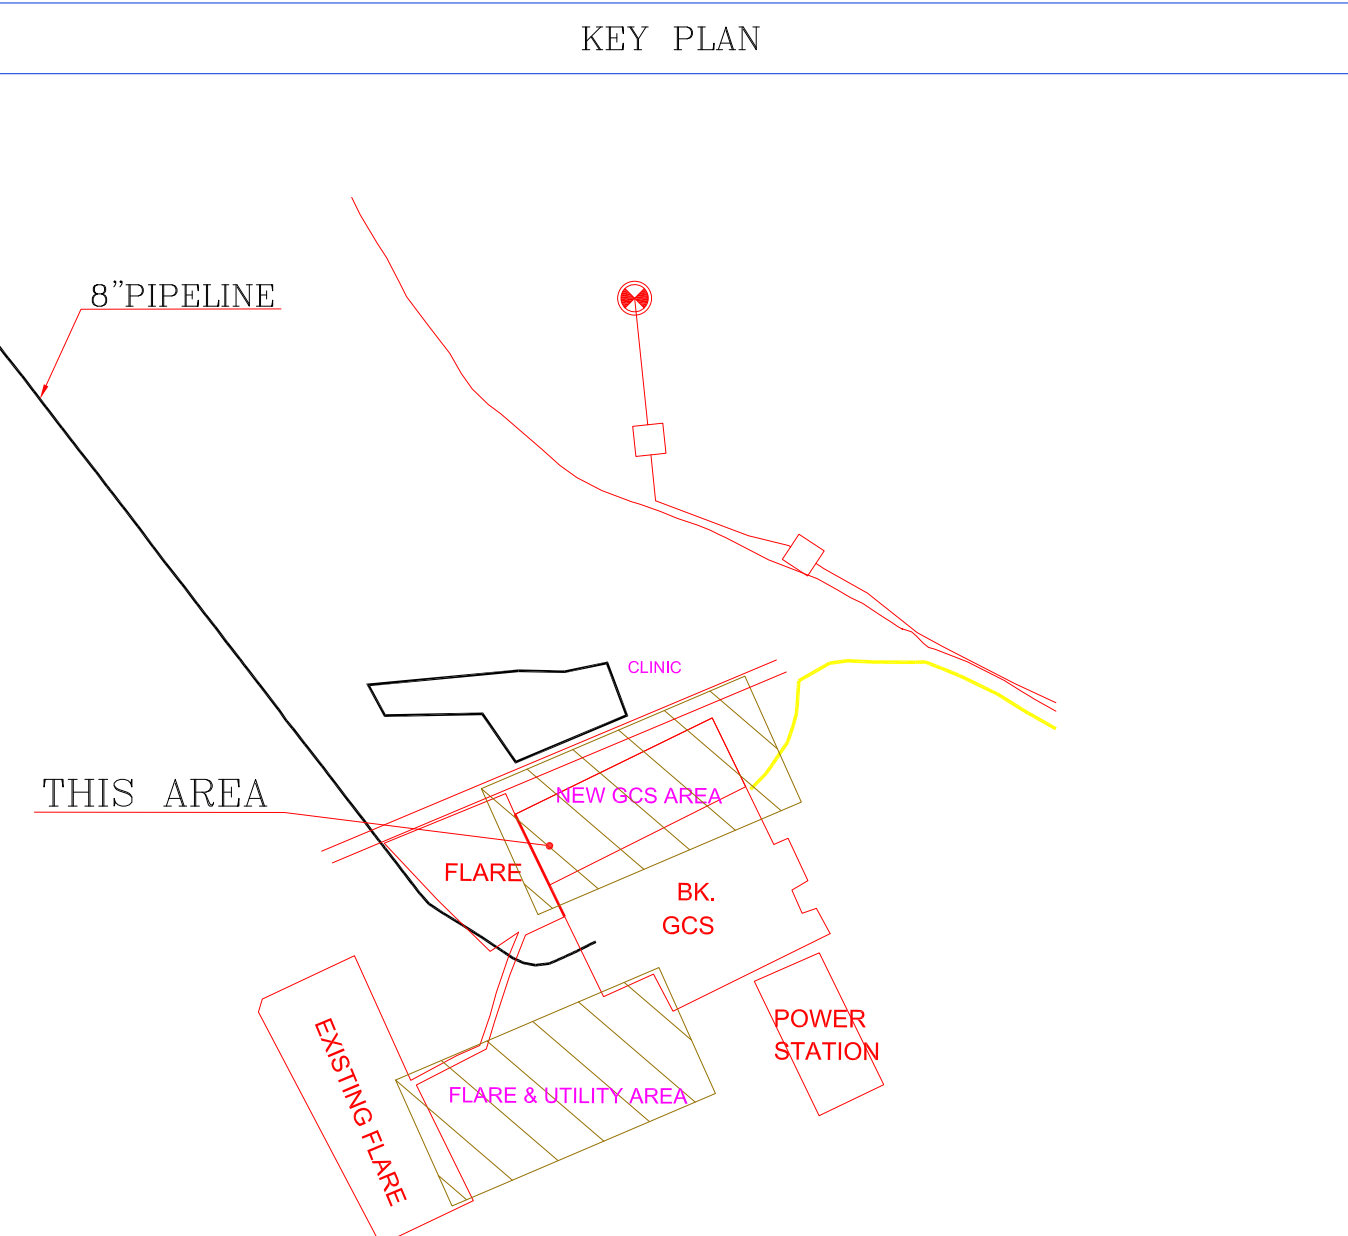 KEY PLAN
8”PIPELINE
CLINIC
THIS AREA
NEW GCS AREA
FLARE
BK.
GCS
POWER
STATION
EXISTING FLARE
FLARE & UTILITY AREA